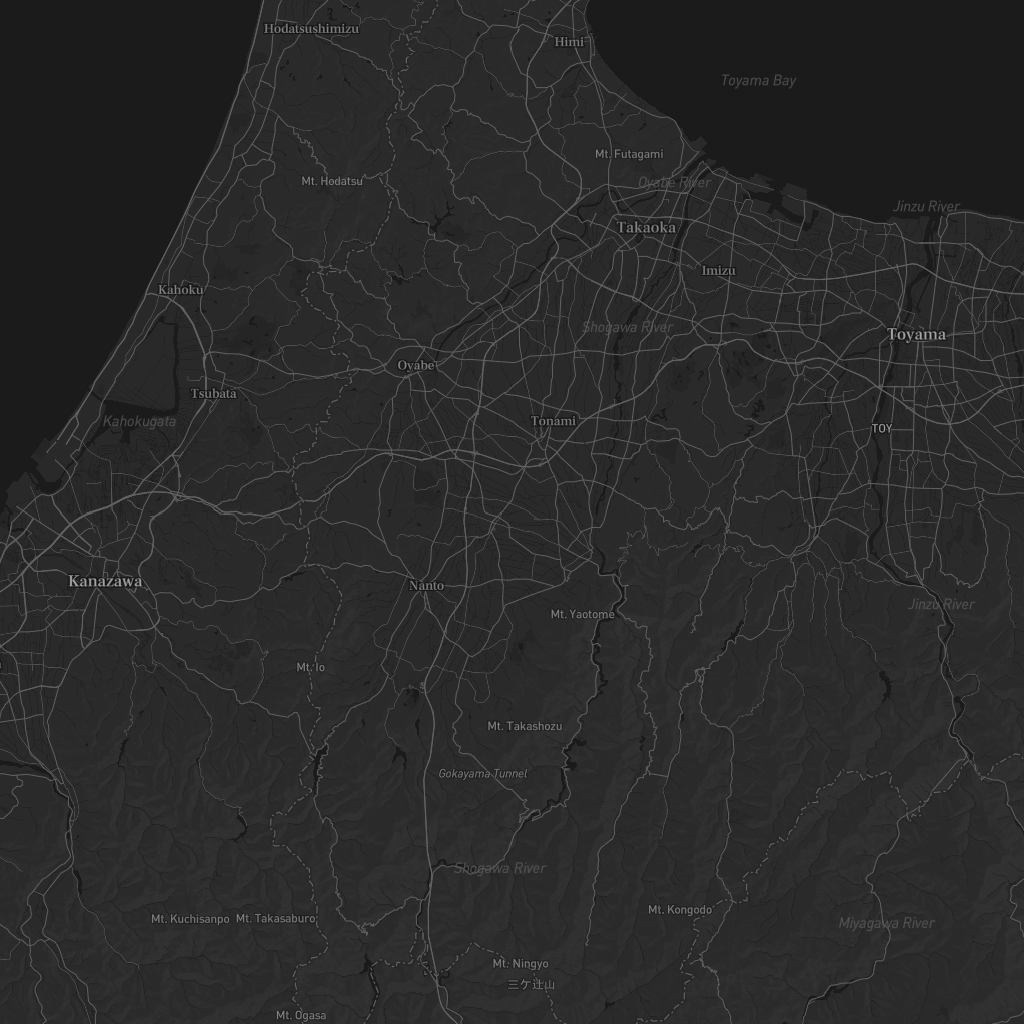 Hodatsushimizu
Himi
Toyama Bay
Mt. Futagami
Mt. Hodatsu
Oyabe River
Jinzu River
Takaoka
Imizu
Kahoku
Shogawa River
Toyama
Oyabe
Tsubata
Kahokugata
Tonami
TOY
Kanazawa
Nanto
Jinzu River
Mt. Yaotome
Mt. Io
Mt. Takashozu
Gokayama Tunnel
Shogawa River
Mt. Kongodo
Mt. Kuchisanpo
Mt. Takasaburo
Miyagawa River
Mt. Ningyo
三ケ辻山
Mt. Ogasa